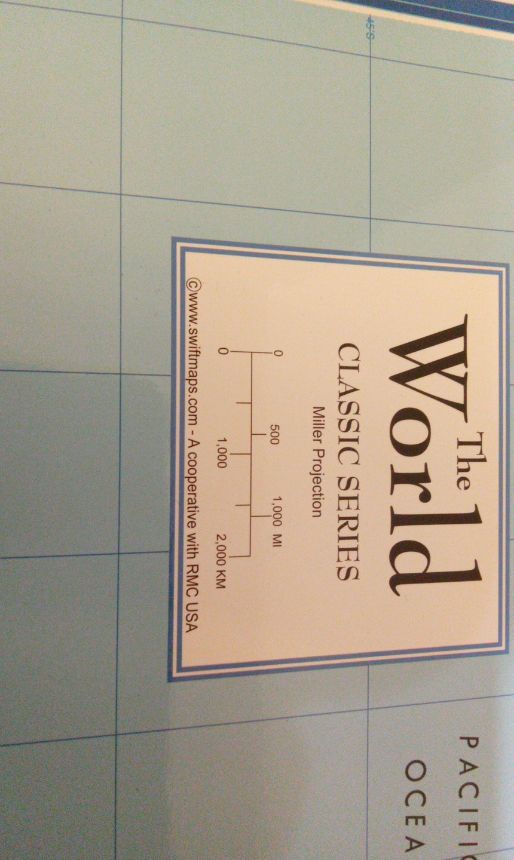 45°S
The
World
CLASSIC SERIES
Miller Projection
0 500 1,000 MI
0 1,000 2,000 KM
©www.swiftmaps.com - A cooperative with RMC USA
PACIFIC
OCEA